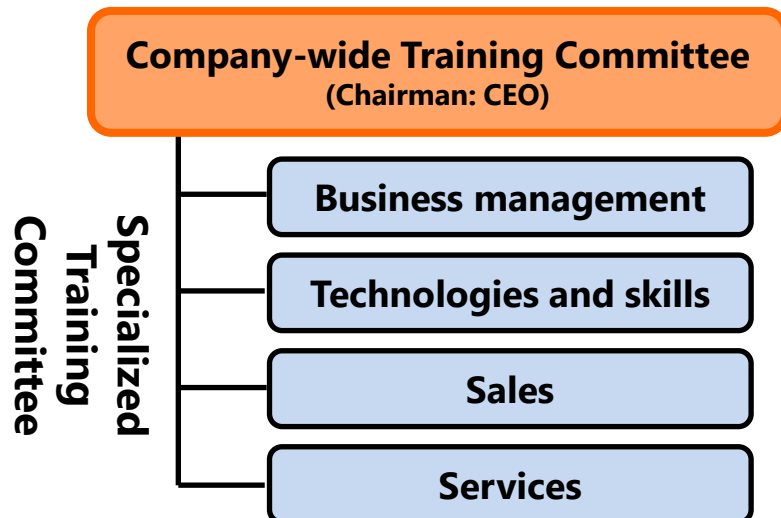 Company-wide Training Committee
(Chairman: CEO)
Specialized
Training
Committee
Business management
Technologies and skills
Sales
Services